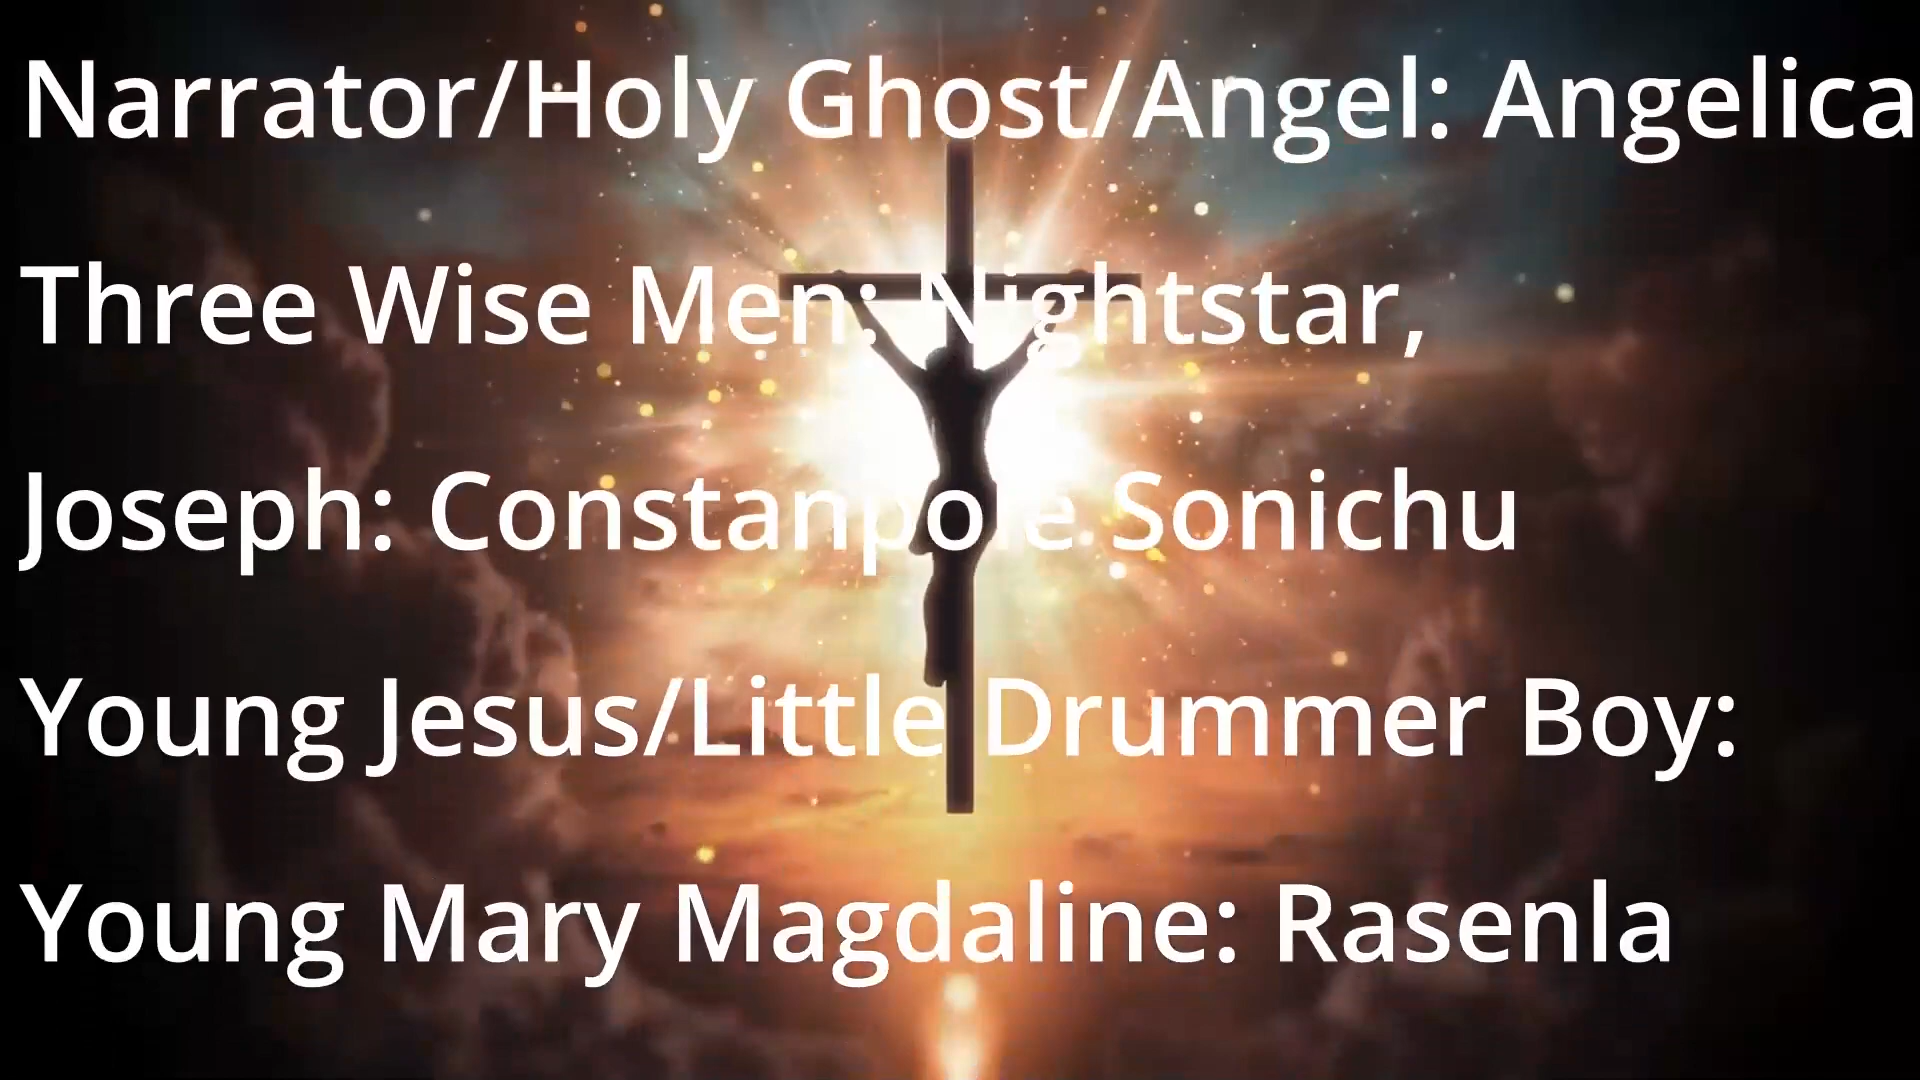 Narrator/Holy Ghost/Angel: Angelica
Three Wise Men: Nightstar,
Joseph: Constanpole Sonichu
Young Jesus/Little Drummer Boy:
Young Mary Magdaline: Rasenla